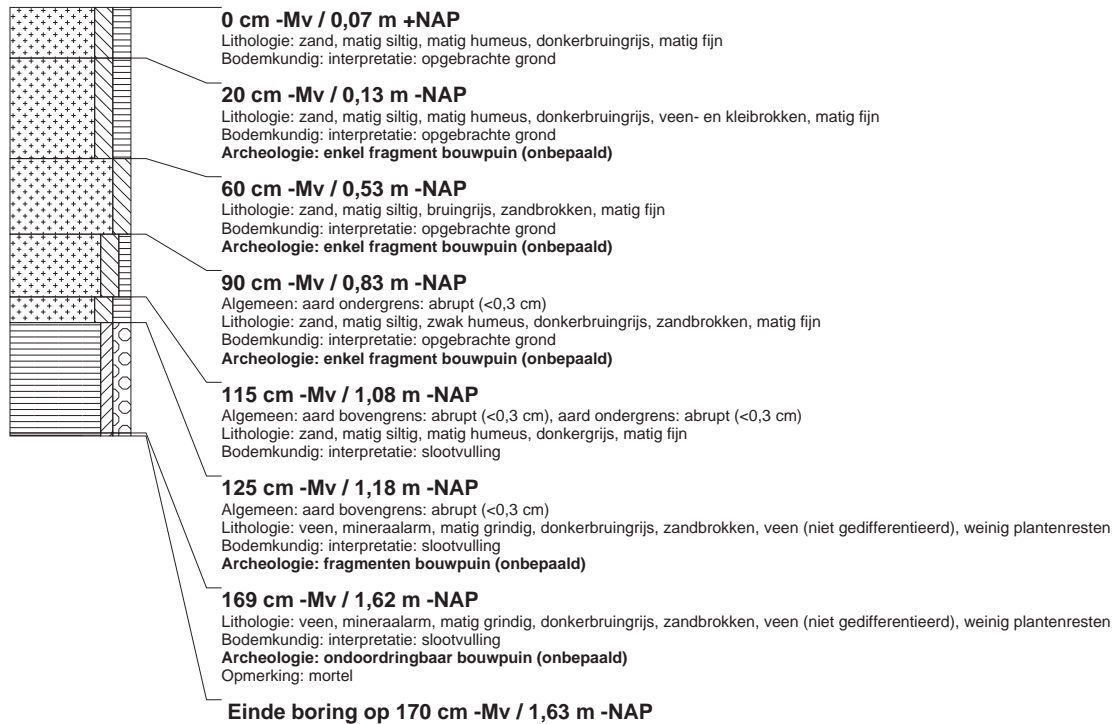 0 cm -Mv / 0,07 m +NAP
Lithologie: zand, matig siltig, matig humeus, donkerbruingrijs, matig fijn
Bodemkundig: interpretatie: opgebrachte grond
20 cm -Mv / 0,13 m -NAP
Lithologie: zand, matig siltig, matig humeus, donkerbruingrijs, veen- en kleibrokken, matig fijn
Bodemkundig: interpretatie: opgebrachte grond
Archeologie: enkel fragment bouwpuin (onbepaald)
60 cm -Mv / 0,53 m -NAP
Lithologie: zand, matig siltig, bruingrijs, zandbrokken, matig fijn
Bodemkundig: interpretatie: opgebrachte grond
Archeologie: enkel fragment bouwpuin (onbepaald)
90 cm -Mv / 0,83 m -NAP
Algemeen: aard ondergrens: abrupt (<0,3 cm)
Lithologie: zand, matig siltig, zwak humeus, donkerbruingrijs, zandbrokken, matig fijn
Bodemkundig: interpretatie: opgebrachte grond
Archeologie: enkel fragment bouwpuin (onbepaald)
115 cm -Mv / 1,08 m -NAP
Algemeen: aard bovengrens: abrupt (<0,3 cm), aard ondergrens: abrupt (<0,3 cm)
Lithologie: zand, matig siltig, matig humeus, donkergrijs, matig fijn
Bodemkundig: interpretatie: slootvulling
125 cm -Mv / 1,18 m -NAP
Algemeen: aard bovengrens: abrupt (<0,3 cm)
Lithologie: veen, mineraalarm, matig grindig, donkerbruingrijs, zandbrokken, veen (niet gedifferentieerd), weinig plantenresten
Bodemkundig: interpretatie: slootvulling
Archeologie: fragmenten bouwpuin (onbepaald)
169 cm -Mv / 1,62 m -NAP
Lithologie: veen, mineraalarm, matig grindig, donkerbruingrijs, zandbrokken, veen (niet gedifferentieerd), weinig plantenresten
Bodemkundig: interpretatie: slootvulling
Archeologie: ondoordringbaar bouwpuin (onbepaald)
Opmerking: mortel
Einde boring op 170 cm -Mv / 1,63 m -NAP